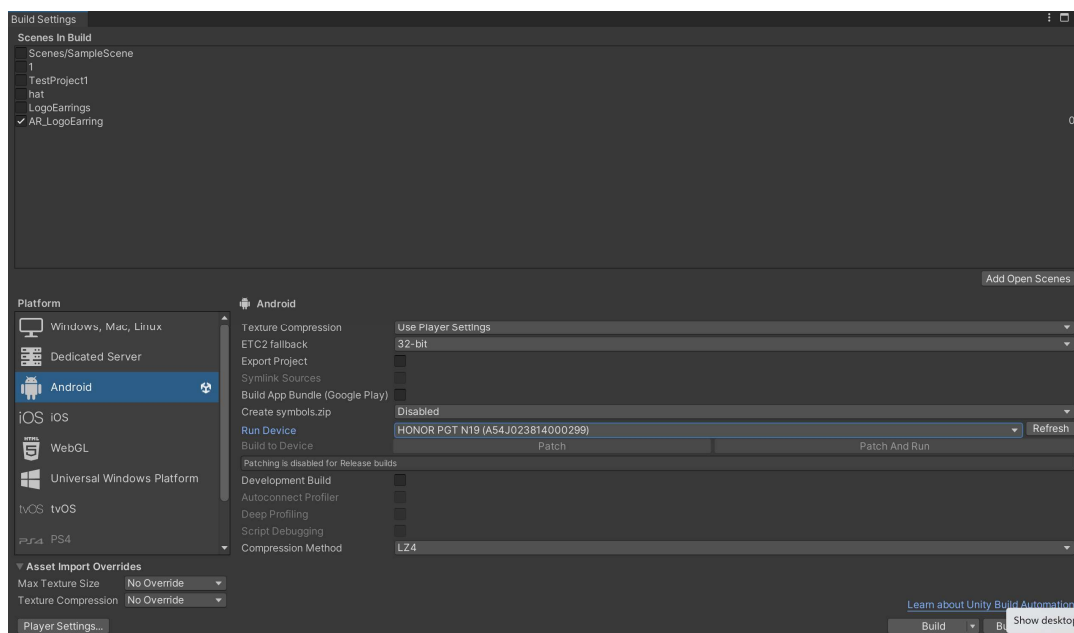 Build Settings
Scenes In Build
Scenes/SampleScene
1
TestProject1
hat
LogoEarrings
AR_LogoEarring 0
Add Open Scenes
Platform
Windows, Mac, Linux
Dedicated Server
Android
iOS iOS
HTML
5 WebGL
Universal Windows Platform
tvOS tvOS
PS4 PS4
Android
Texture Compression Use Player Settings
ETC2 fallback 32-bit
Export Project
Symlink Sources
Build App Bundle (Google Play)
Create symbols.zip Disabled
Run Device HONOR PGT N19 (A54J023814000299) Refresh
Build to Device Patch Patch And Run
Patching is disabled for Release builds
Development Build
Autoconnect Profiler
Deep Profiling
Script Debugging
Compression Method LZ4
Asset Import Overrides
Max Texture Size No Override
Texture Compression No Override
Learn about Unity Build Automation
Player Settings... Build
Show desktop